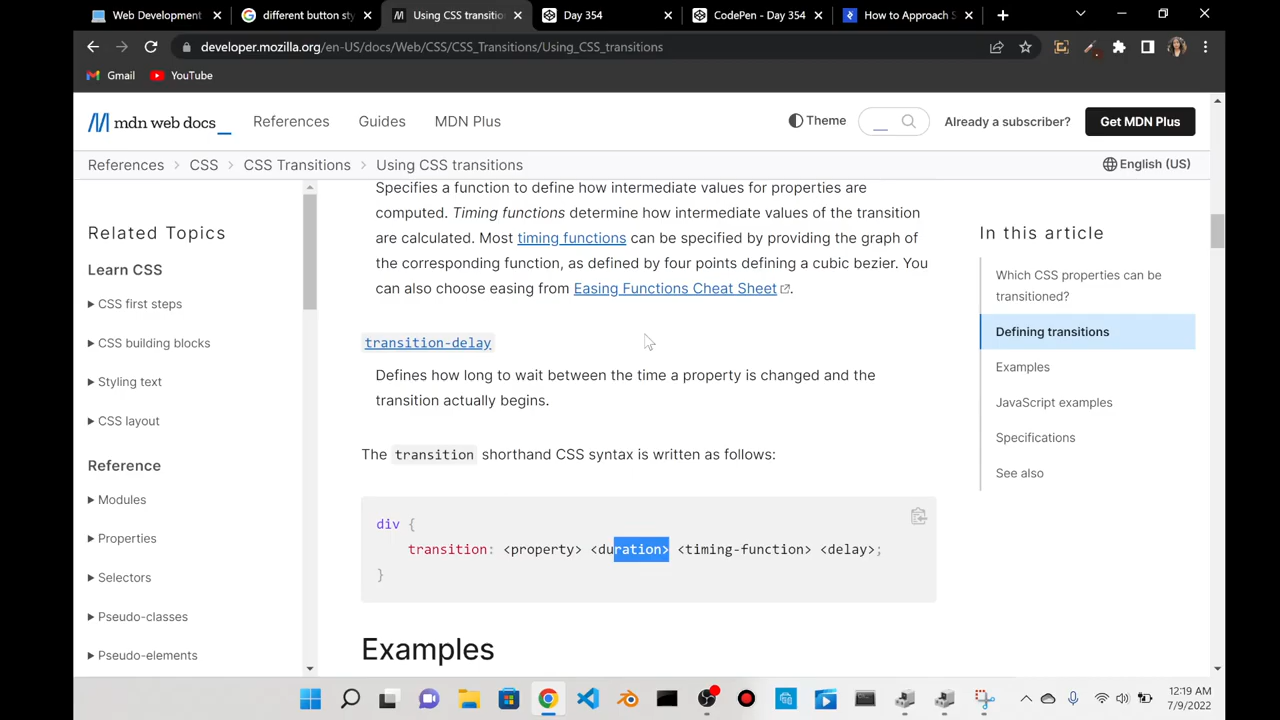 Web Development
different button sty
Using CSS transitio
Day 354
CodePen - Day 354
How to Approach S
developer.mozilla.org/en-US/docs/Web/CSS/CSS_Transitions/Using_CSS_transitions
Gmail
YouTube
mdn web docs_
References
Guides
MDN Plus
Theme
Already a subscriber?
Get MDN Plus
References > CSS > CSS Transitions > Using CSS transitions
English (US)
Related Topics
Learn CSS
CSS first steps
CSS building blocks
Styling text
CSS layout
Reference
Modules
Properties
Selectors
Pseudo-classes
Pseudo-elements
Specifies a function to define how intermediate values for properties are
computed. Timing functions determine how intermediate values of the transition
are calculated. Most timing functions can be specified by providing the graph of
the corresponding function, as defined by four points defining a cubic bezier. You
can also choose easing from Easing Functions Cheat Sheet.
transition-delay
Defines how long to wait between the time a property is changed and the
transition actually begins.
The transition shorthand CSS syntax is written as follows:
div {
transition: <property> <duration> <timing-function> <delay>;
}
Examples
In this article
Which CSS properties can be
transitioned?
Defining transitions
Examples
JavaScript examples
Specifications
See also
12:19 AM
7/9/2022